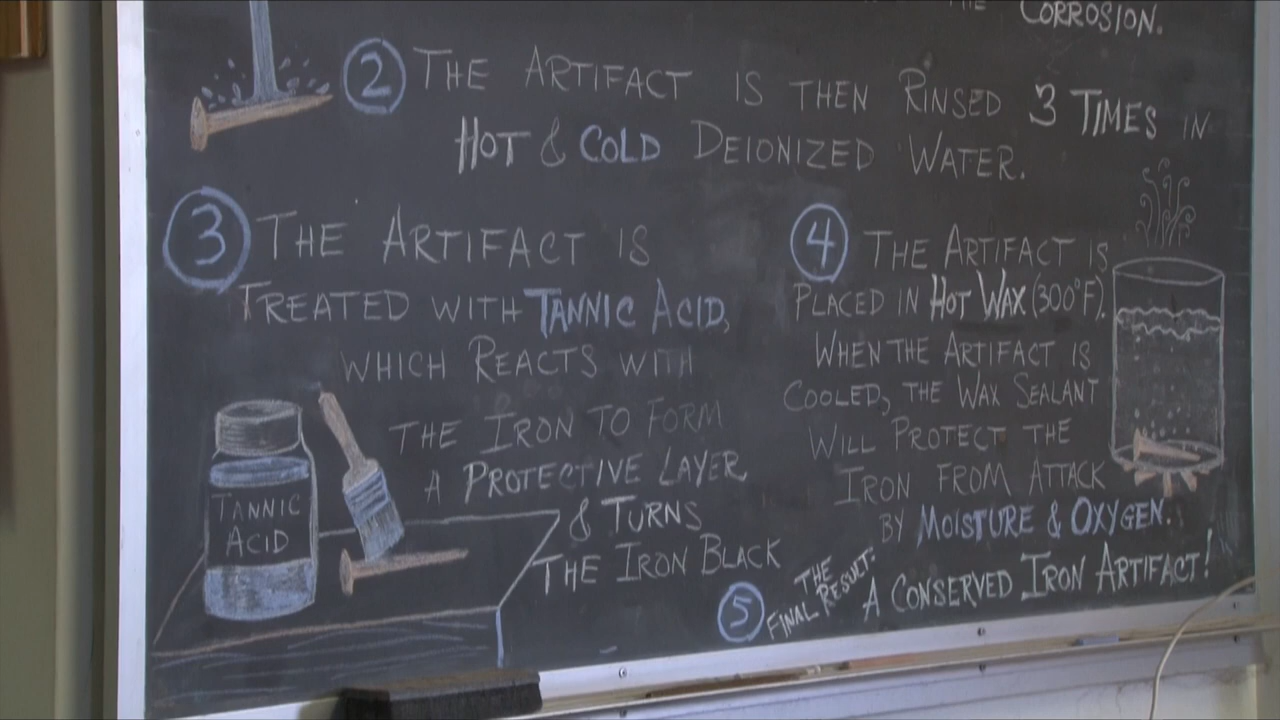 THE CORROSION.
2 THE ARTIFACT IS THEN RINSED 3 TIMES IN
HOT & COLD DEIONIZED WATER.
3 THE ARTIFACT IS
TREATED WITH TANNIC ACID,
WHICH REACTS WITH
THE IRON TO FORM
A PROTECTIVE LAYER
& TURNS
THE IRON BLACK
TANNIC
ACID
4 THE ARTIFACT IS
PLACED IN HOT WAX (300°F).
WHEN THE ARTIFACT IS
COOLED, THE WAX SEALANT
WILL PROTECT THE
IRON FROM ATTACK
BY MOISTURE & OXYGEN.
5 THE
FINAL RESULT:
A CONSERVED IRON ARTIFACT!